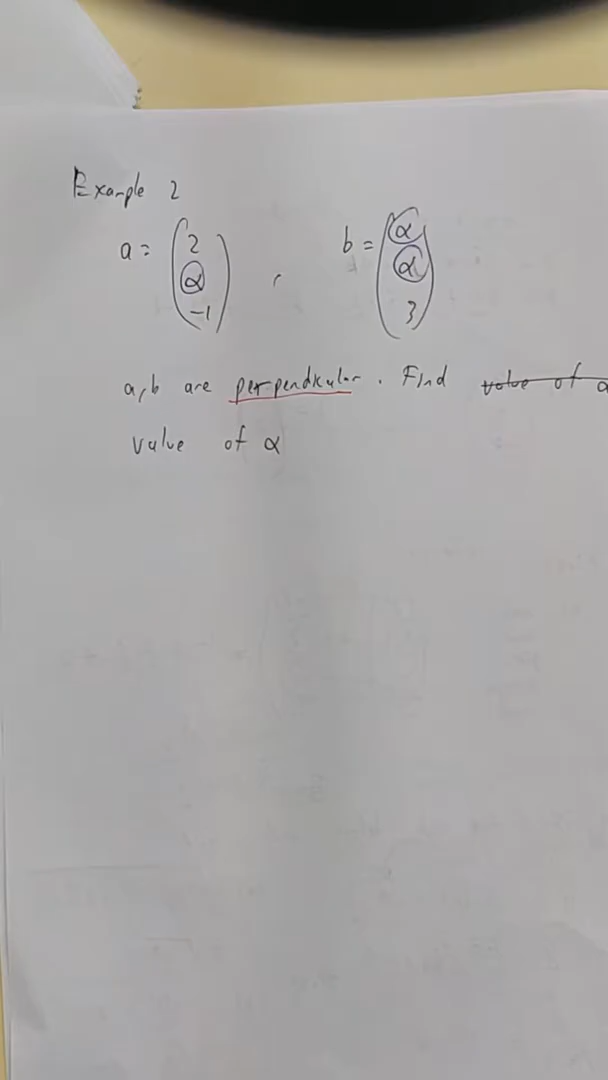 Example 2
a = (2 α -1) , b = (α α 3)
a, b are perpendicular. Find value of α
value of α